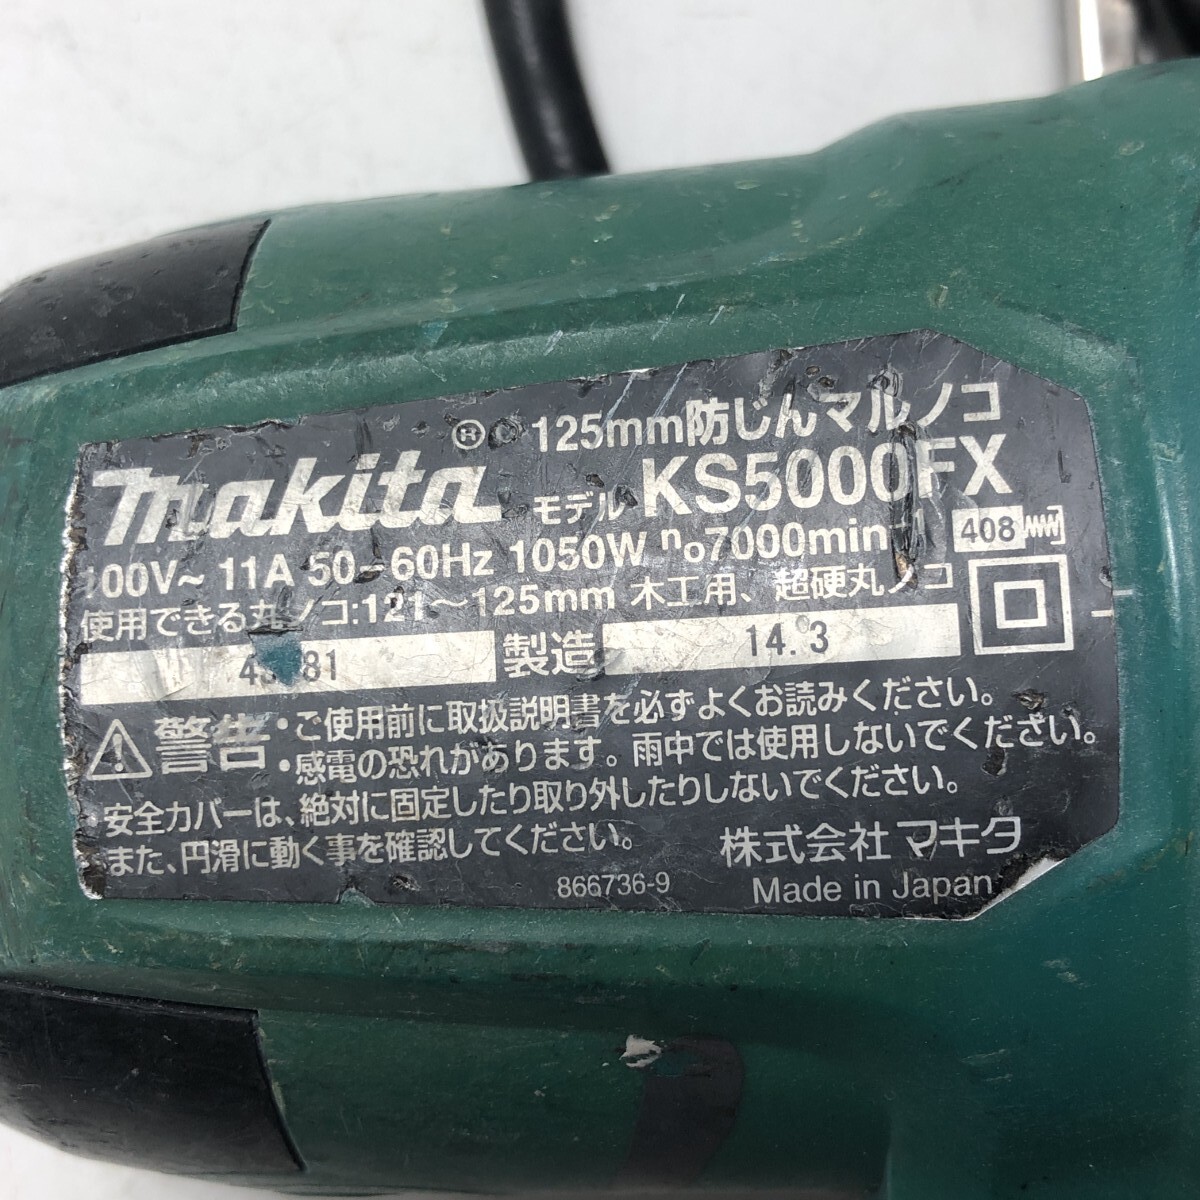 ® 125mm防じんマルノコ
makita モデル KS5000FX
100V~ 11A 50–60Hz 1050W n₀7000min⁻¹ 408
使用できる丸ノコ:121~125mm 木工用、超硬丸ノコ
製造 14.3
警告 ・ご使用前に取扱説明書を必ずよくお読みください。
・感電の恐れがあります。雨中では使用しないでください。
・安全カバーは、絶対に固定したり取り外したりしないでください。
また、円滑に動く事を確認してください。
株式会社 マキタ
866736-9 Made in Japan